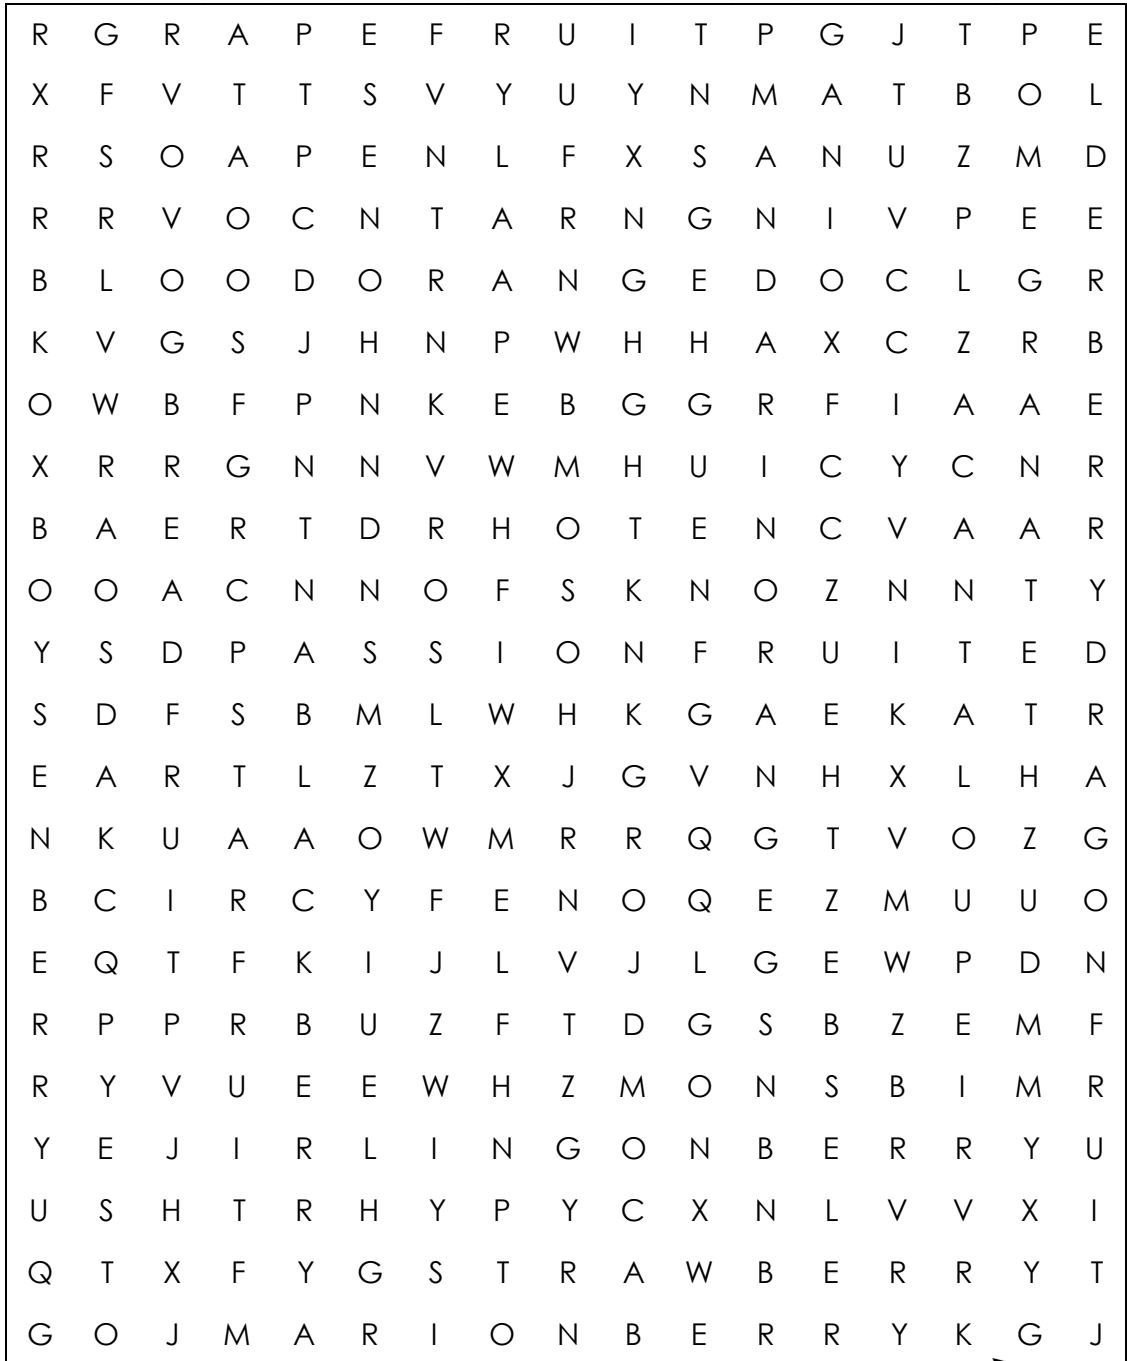 R G R A P E F R U I T P G J T P E
X F V T T S V Y U Y N M A T B O L
R S O A P E N L F X S A N U Z M D
R R V O C N T A R N G N I V P E E
B L O O D O R A N G E D O C L G R
K V G S J H N P W H H A X C Z R B
O W B F P N K E B G G R F I A A E
X R R G N N V W M H U I C Y C N R
B A E R T D R H O T E N C V A A R
O O A C N N O F S K N O Z N N T Y
Y S D P A S S I O N F R U I T E D
S D F S B M L W H K G A E K A T R
E A R T L Z T X J G V N H X L H A
N K U A A O W M R R Q G T V O Z G
B C I R C Y F E N O Q E Z M U U O
E Q T F K I J L V J L G E W P D N
R P P R B U Z F T D G S B Z E M F
R Y V U E E W H Z M O N S B I M R
Y E J I R L I N G O N B E R R Y U
U S H T R H Y P Y C X N L V V X I
Q T X F Y G S T R A W B E R R Y T
G O J M A R I O N B E R R Y K G J